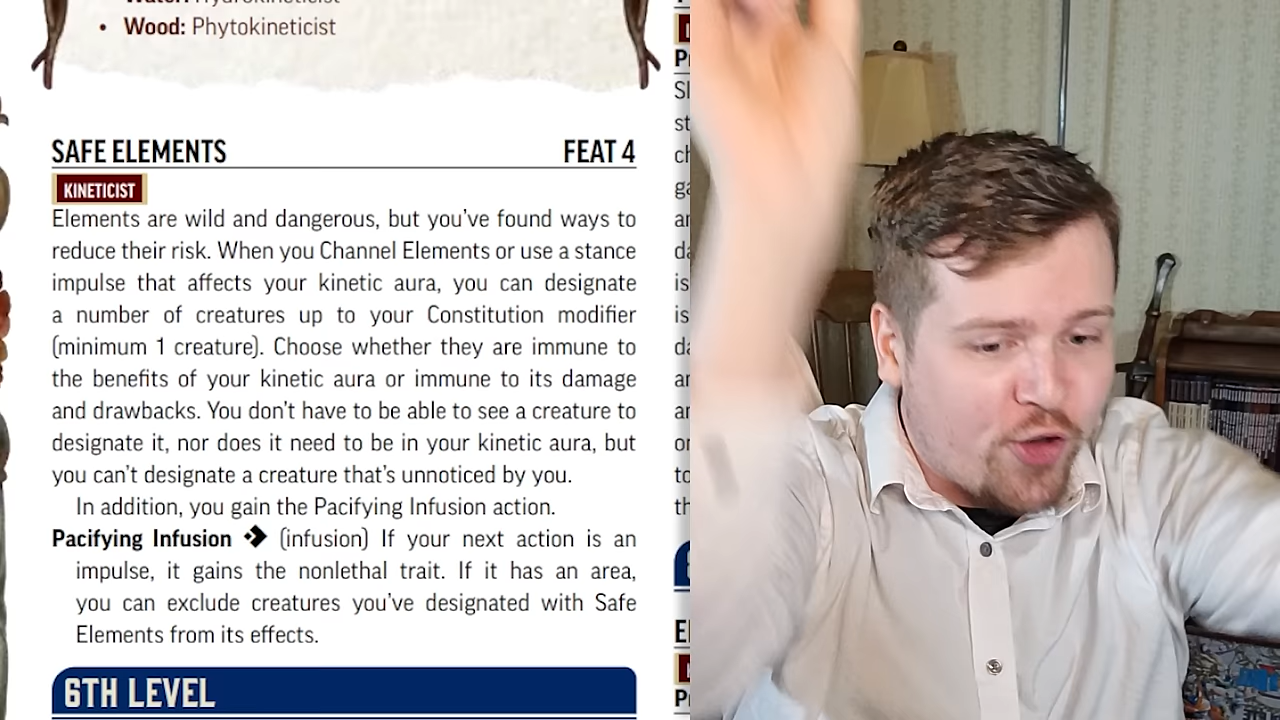 Water: Hydrokineticist
• Wood: Phytokineticist
SAFE ELEMENTS FEAT 4
KINETICIST
Elements are wild and dangerous, but you've found ways to
reduce their risk. When you Channel Elements or use a stance
impulse that affects your kinetic aura, you can designate
a number of creatures up to your Constitution modifier
(minimum 1 creature). Choose whether they are immune to
the benefits of your kinetic aura or immune to its damage
and drawbacks. You don't have to be able to see a creature to
designate it, nor does it need to be in your kinetic aura, but
you can't designate a creature that's unnoticed by you.
In addition, you gain the Pacifying Infusion action.
Pacifying Infusion (infusion) If your next action is an
impulse, it gains the nonlethal trait. If it has an area,
you can exclude creatures you've designated with Safe
Elements from its effects.
6TH LEVEL